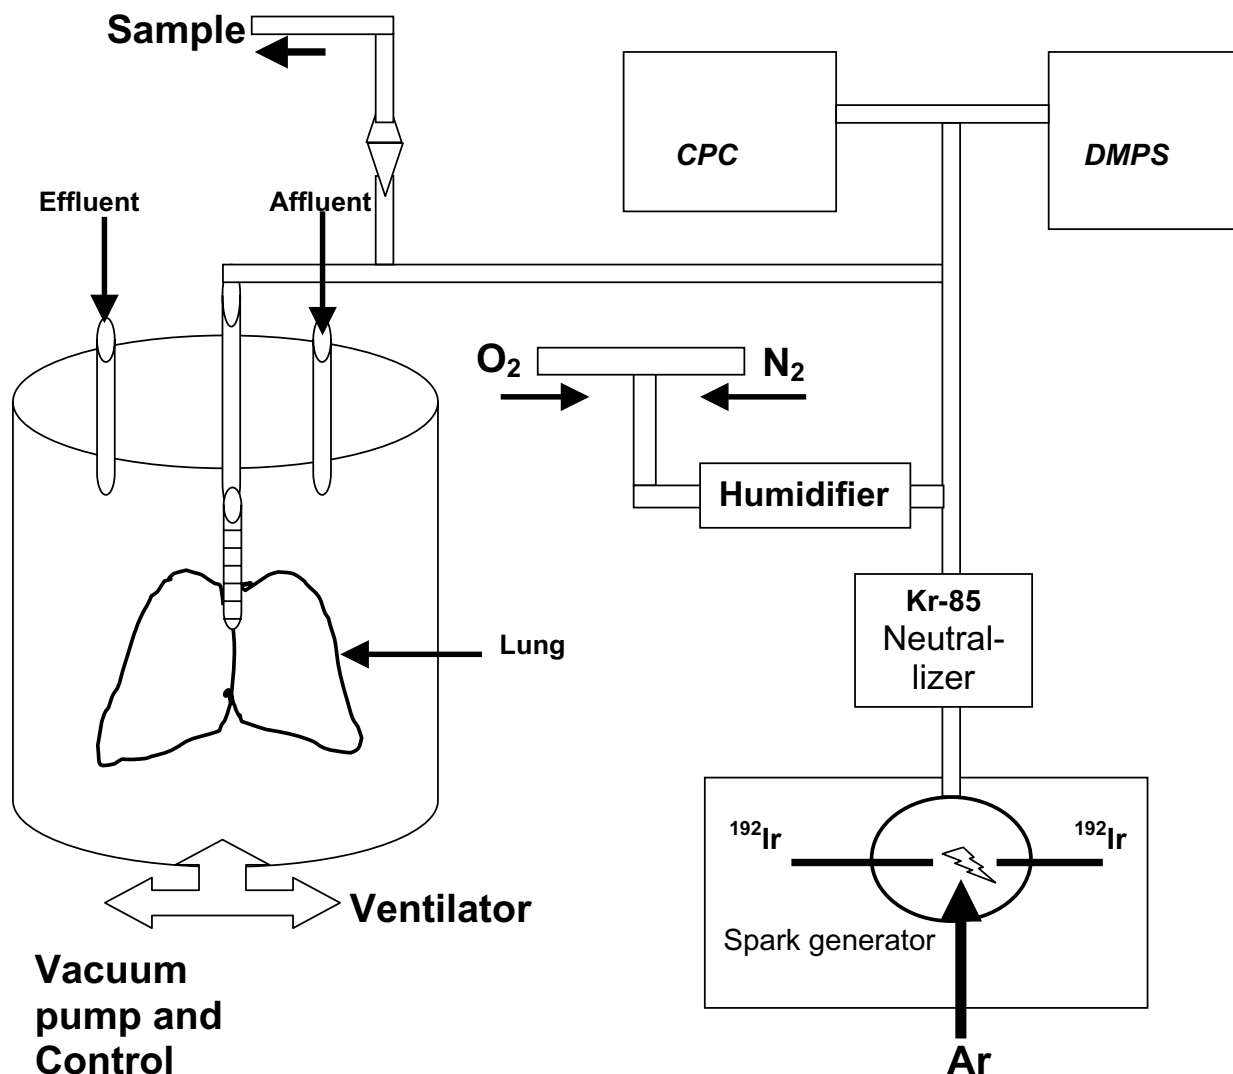 Sample
CPC
DMPS
Effluent
Affluent
O₂
N₂
Humidifier
Kr-85
Neutral-
lizer
Lung
¹⁹²Ir
¹⁹²Ir
Spark generator
Ventilator
Vacuum
pump and
Control
Ar